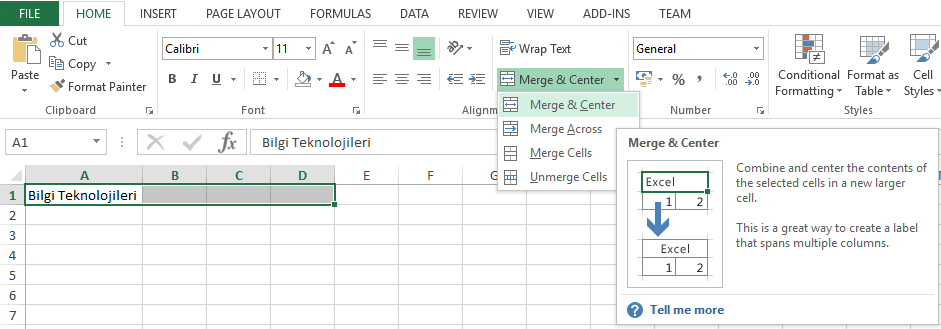 FILE HOME INSERT PAGE LAYOUT FORMULAS DATA REVIEW VIEW ADD-INS TEAM
Paste
Cut
Copy
Format Painter
Clipboard
Calibri 11
B I U A
Font
Wrap Text
Merge & Center
Alignm
General
% ,
Number
Conditional Formatting
Format as Table
Cell Styles
Styles
Merge & Center
Merge Across
Merge Cells
Unmerge Cells
A1 fx Bilgi Teknolojileri
A B C D E F G
1 Bilgi Teknolojileri
2
3
4
5
6
7
Merge & Center
Excel
1 2
Excel
1 2
Combine and center the contents of
the selected cells in a new larger
cell.
This is a great way to create a label
that spans multiple columns.
Tell me more